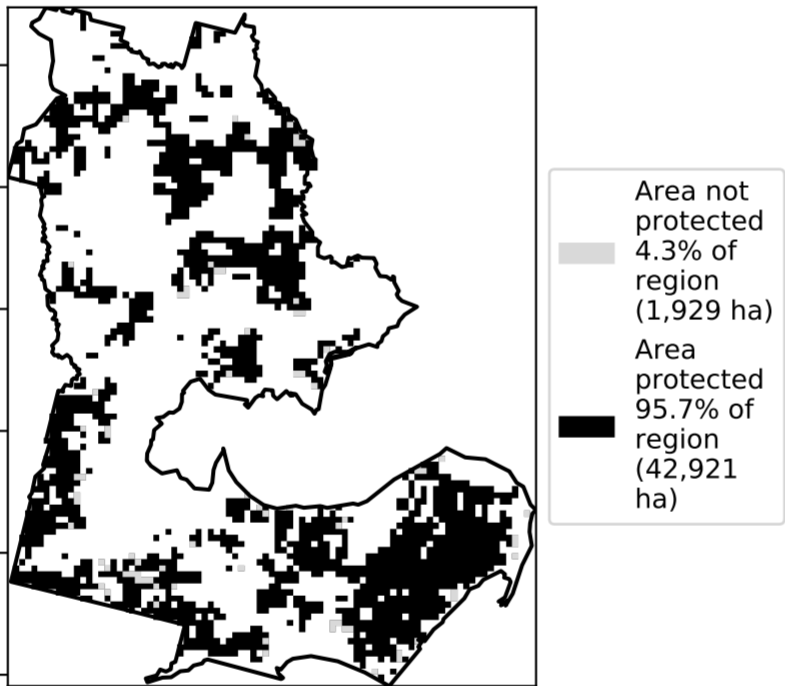 Area not
protected
4.3% of
region
(1,929 ha)
Area
protected
95.7% of
region
(42,921
ha)